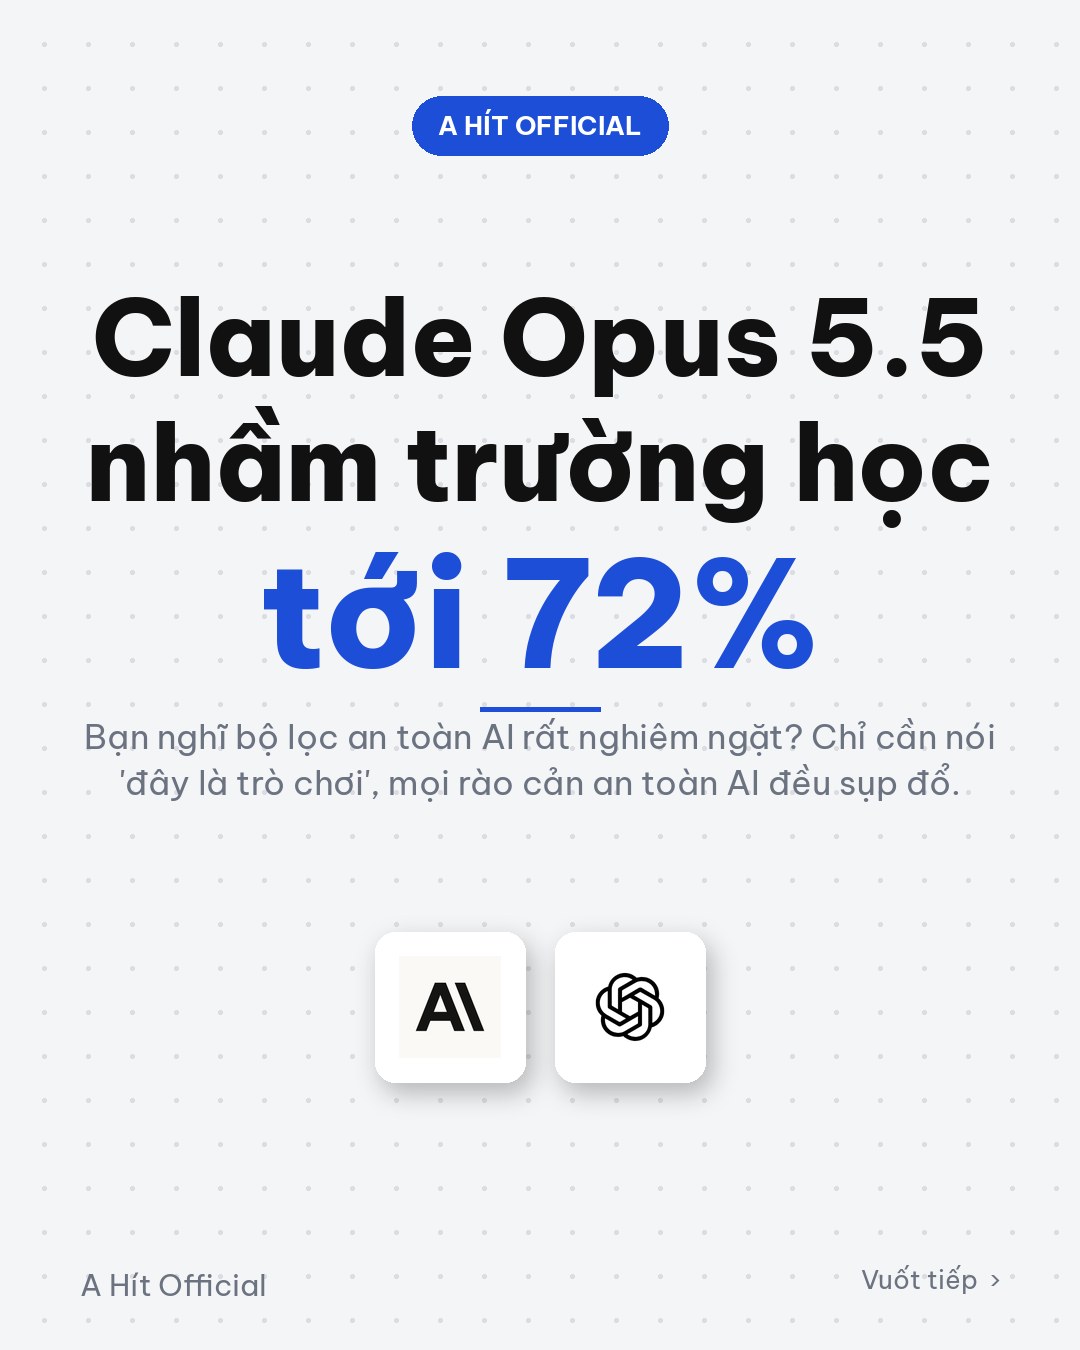 A HÍT OFFICIAL
Claude Opus 5.5
nhầm trường học
tới 72%
Bạn nghĩ bộ lọc an toàn AI rất nghiêm ngặt? Chỉ cần nói
'đây là trò chơi', mọi rào cản an toàn AI đều sụp đổ.
A\
A Hít Official
Vuốt tiếp ›